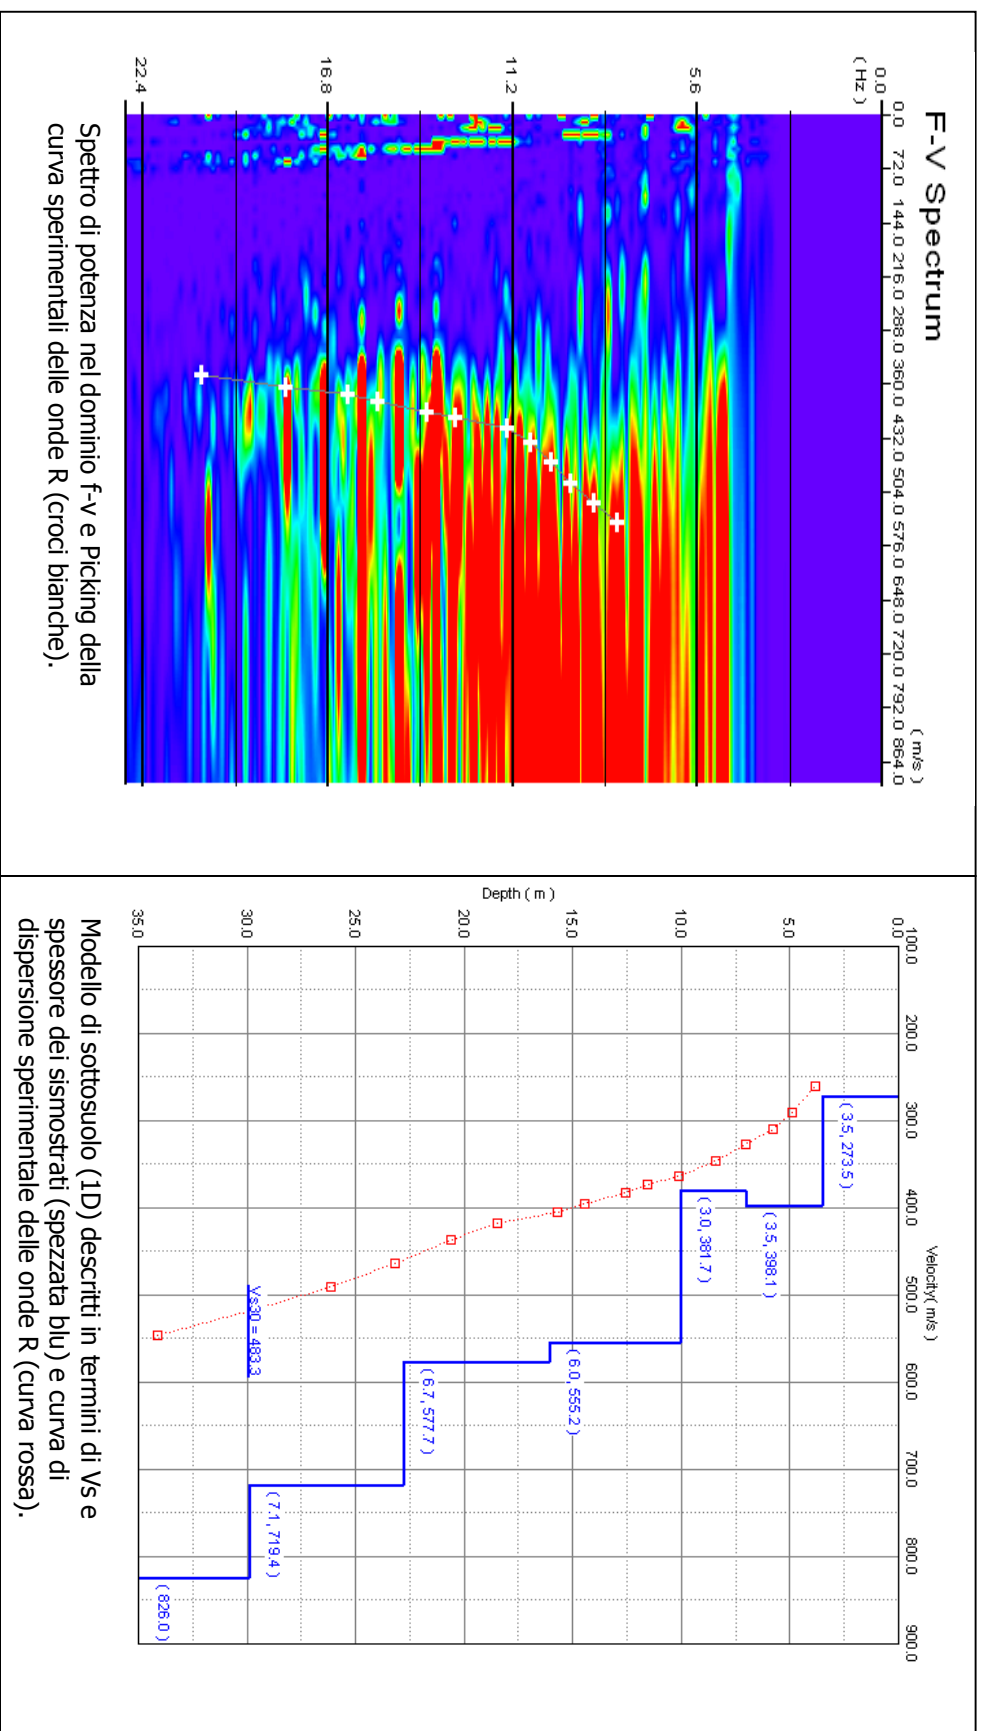 F-V Spectrum
( m/s )
0.0 72.0 144.0 216.0 288.0 360.0 432.0 504.0 576.0 648.0 720.0 792.0 864.0
0.0
( Hz )
5.6
11.2
16.8
22.4
Spettro di potenza nel dominio f-v e Picking della
curva sperimentali delle onde R (croci bianche).
Velocity( m/s )
100.0 200.0 300.0 400.0 500.0 600.0 700.0 800.0 900.0
Depth ( m )
0.0
5.0
10.0
15.0
20.0
25.0
30.0
35.0
( 3.5, 273.5 )
( 3.5, 398.1 )
( 3.0, 381.7 )
( 6.0, 555.2 )
( 6.7, 577.7 )
( 7.1, 719.4 )
Vs30 = 483.3
( 826.0 )
Modello di sottosuolo (1D) descritti in termini di Vs e
spessore dei sismostrati (spezzata blu) e curva di
dispersione sperimentale delle onde R (curva rossa).